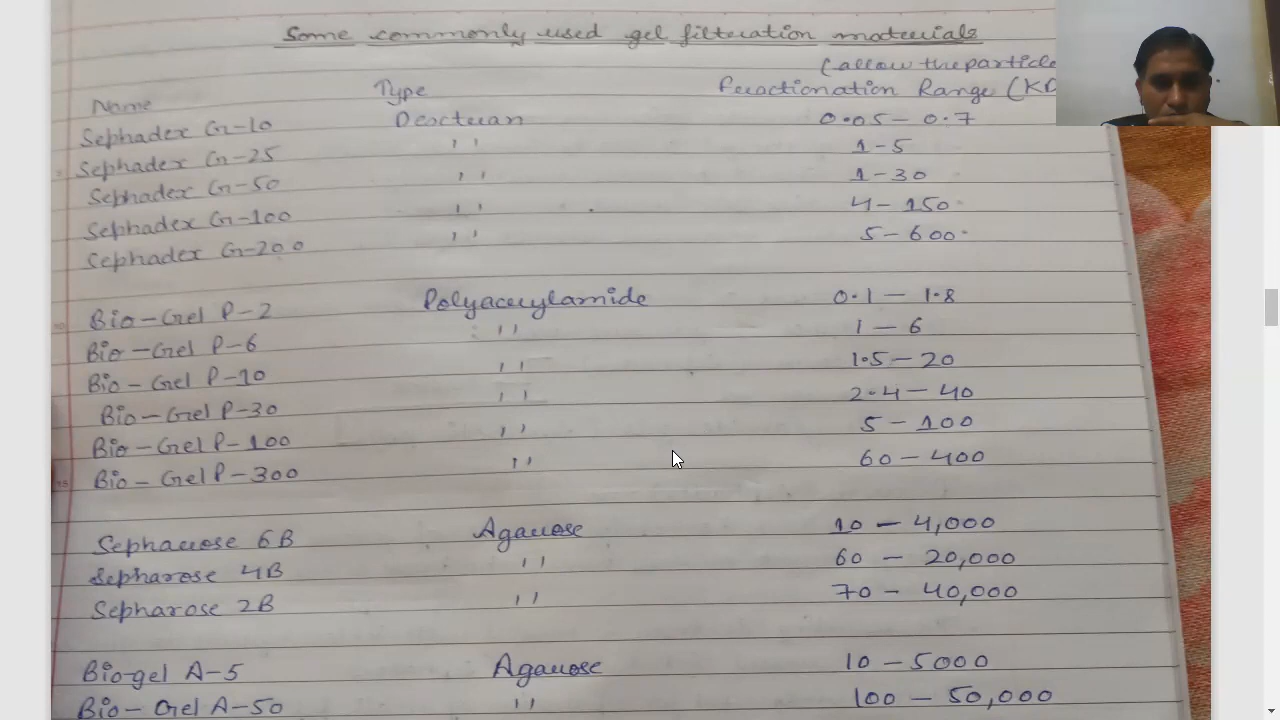 Some commonly used gel filteration materials
(allow the particle
Name Type Fractionation Range (KD
Sephadex G-10 Dextran 0.05 - 0.7
Sephadex G-25 '' 1-5
Sephadex G-50 '' 1-30
Sephadex G-100 '' 4-150
Sephadex G-200 '' 5-600
Bio-Gel P-2 Polyacrylamide 0.1 - 1.8
Bio-Gel P-6 '' 1 - 6
Bio-Gel P-10 '' 1.5-20
Bio-Gel P-30 '' 2.4-40
Bio-Gel P-100 '' 5-100
Bio-Gel P-300 '' 60-400
Sepharose 6B Agarose 10 - 4,000
Sepharose 4B '' 60 - 20,000
Sepharose 2B '' 70 - 40,000
Bio-gel A-5 Agarose 10 - 5000
Bio-Gel A-50 '' 100 - 50,000